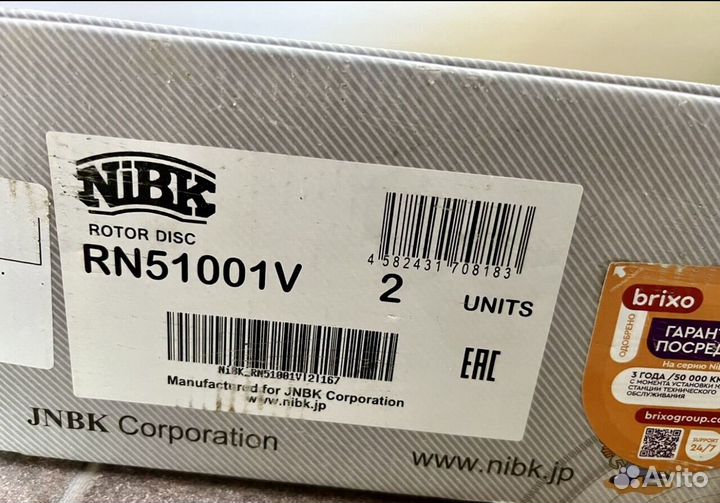 NiBK
ROTOR DISC
RN51001V
4 582431 708183
2 UNITS
NiBK_RN51001V|2|167
Manufactured for JNBK Corporation
www.nibk.jp
EAC
JNBK Corporation
www.nibk.jp
brixo
ОДОБРЕНО
ГАРАНТ
ПОСРЕД
На серию Ni
3 ГОДА / 50 000 К
С МОМЕНТА УСТАНОВКИ Н
СТАНЦИИ ТЕХНИЧЕСКОГО
ОБСЛУЖИВАНИЯ
brixogroup.co
SUPPORT
24/7
Avito